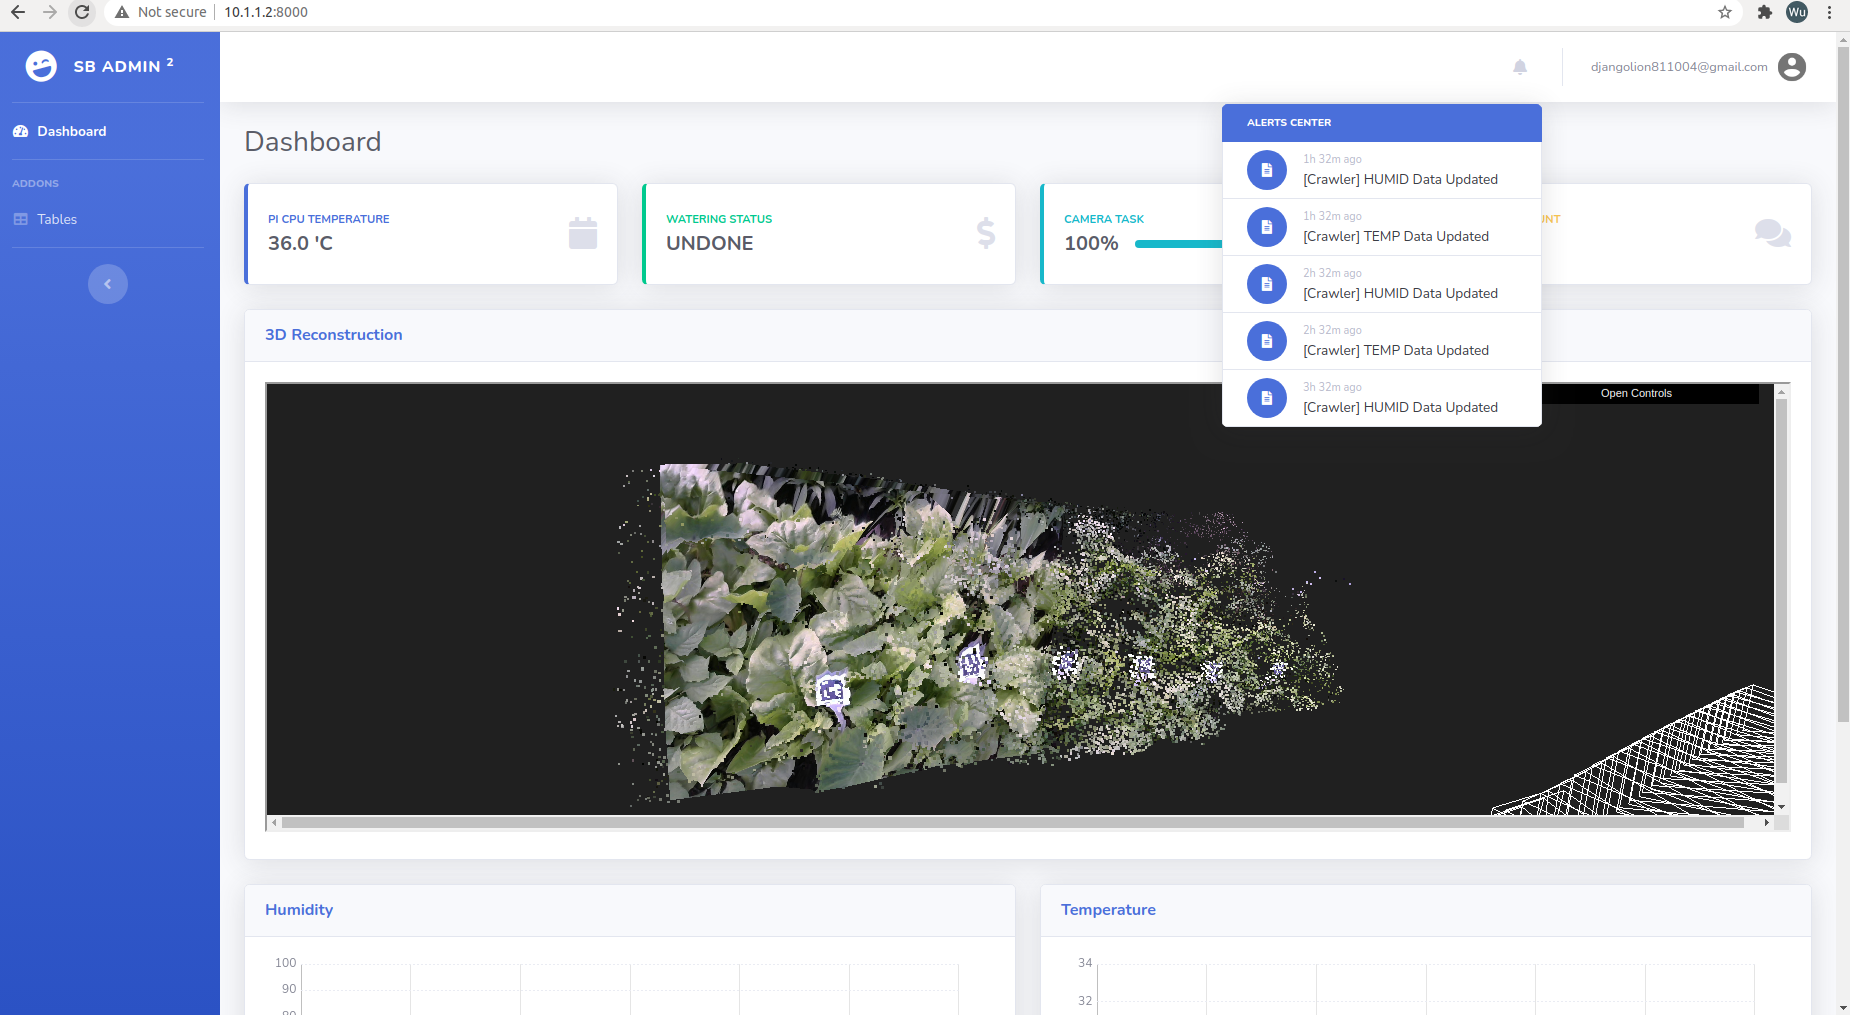 Not secure
10.1.1.2:8000
Wu
SB ADMIN 2
djangolion811004@gmail.com
Dashboard
ADDONS
Tables
Dashboard
ALERTS CENTER
1h 32m ago
[Crawler] HUMID Data Updated
1h 32m ago
[Crawler] TEMP Data Updated
2h 32m ago
[Crawler] HUMID Data Updated
2h 32m ago
[Crawler] TEMP Data Updated
3h 32m ago
[Crawler] HUMID Data Updated
PI CPU TEMPERATURE
36.0 'C
WATERING STATUS
UNDONE
CAMERA TASK
100%
3D Reconstruction
Open Controls
Humidity
100
90
80
Temperature
34
32